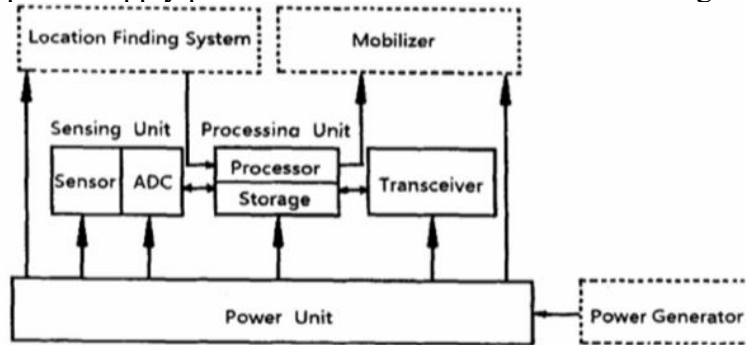 Location Finding System
Mobilizer
Sensing Unit
Processing Unit
Sensor
ADC
Processor
Storage
Transceiver
Power Unit
Power Generator